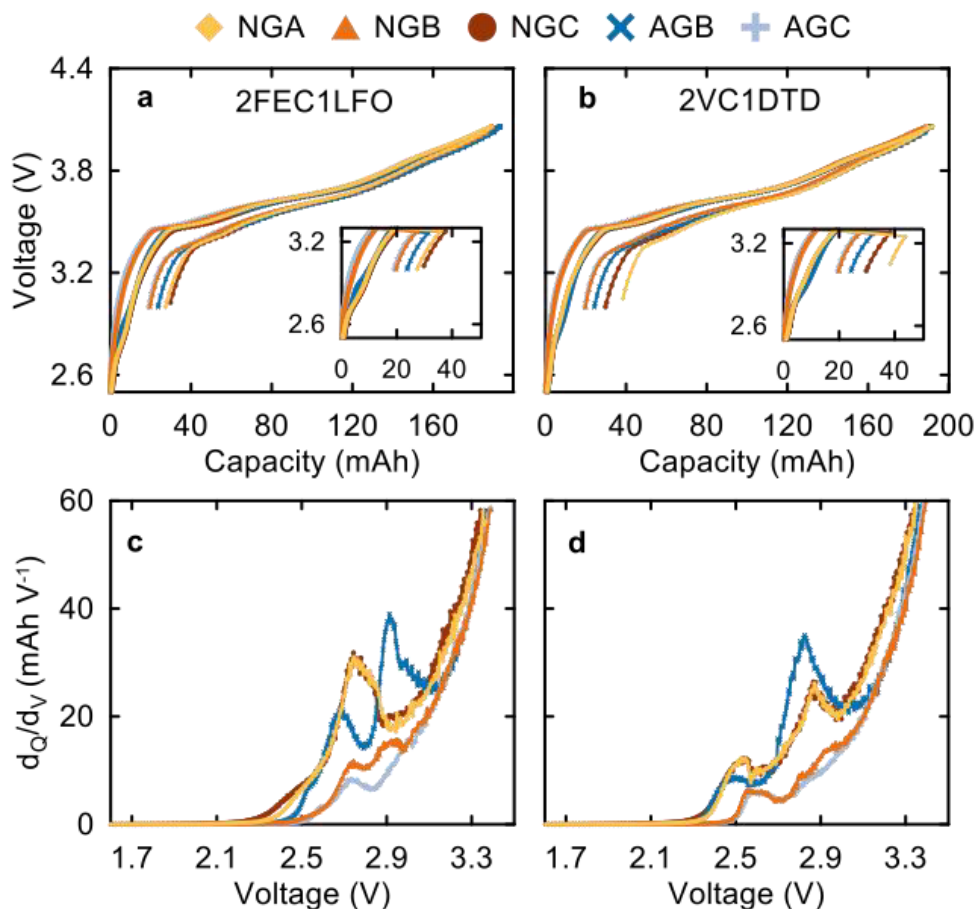 NGA NGB NGC AGB AGC
a 2FEC1LFO
b 2VC1DTD
Voltage (V)
4.4
3.8
3.2
2.6
3.2
2.6
0 20 40
3.2
2.6
0 20 40
0 40 80 120 160
0 40 80 120 160 200
Capacity (mAh)
Capacity (mAh)
c
d
dQ/dV (mAh V-1)
60
40
20
0
1.7 2.1 2.5 2.9 3.3
1.7 2.1 2.5 2.9 3.3
Voltage (V)
Voltage (V)